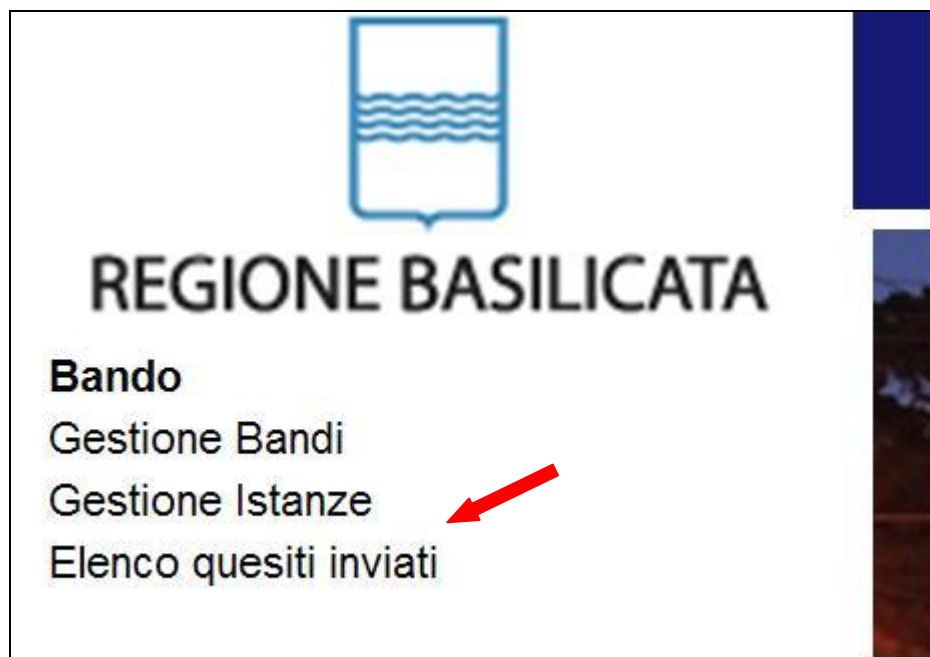 REGIONE BASILICATA
Bando
Gestione Bandi
Gestione Istanze
Elenco quesiti inviati